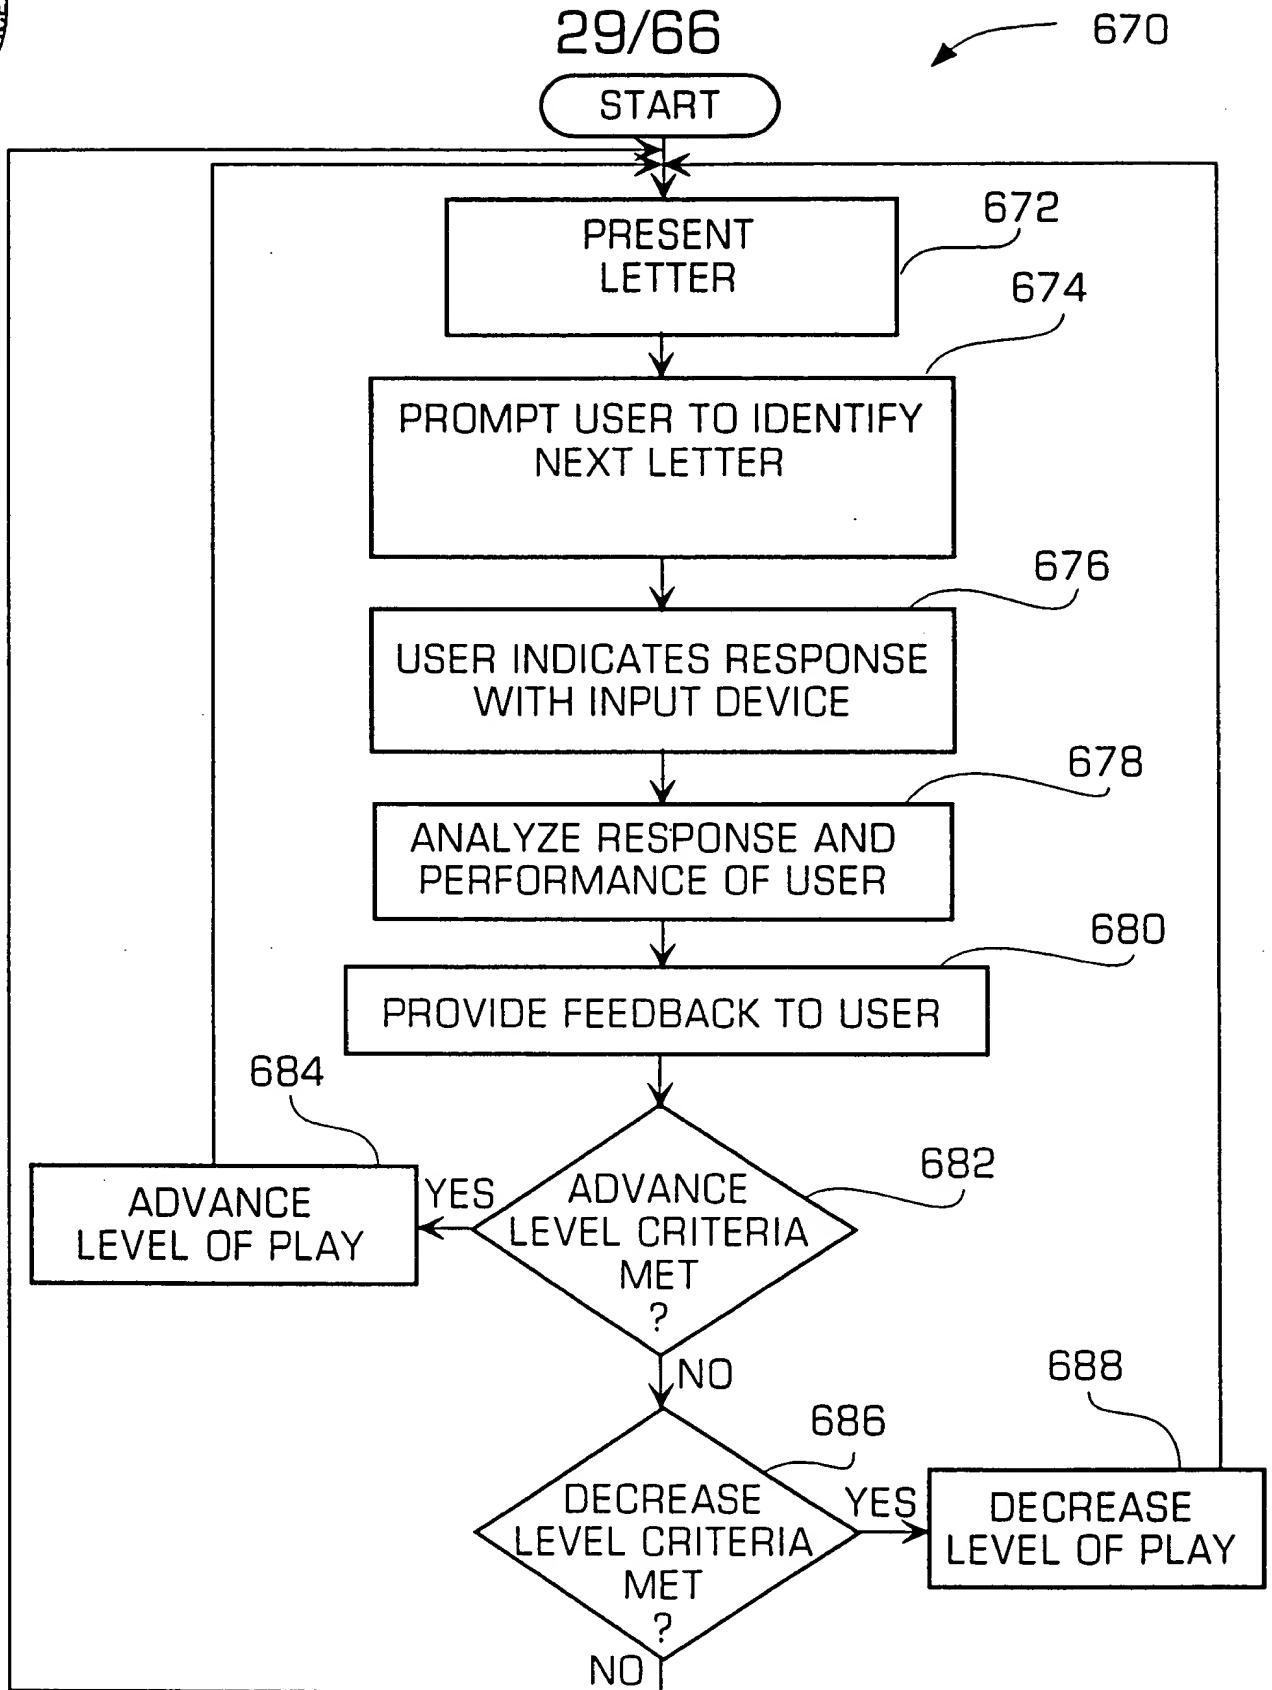 29/66
670
START
672
PRESENT
LETTER
674
PROMPT USER TO IDENTIFY
NEXT LETTER
676
USER INDICATES RESPONSE
WITH INPUT DEVICE
678
ANALYZE RESPONSE AND
PERFORMANCE OF USER
680
PROVIDE FEEDBACK TO USER
684
682
ADVANCE
LEVEL OF PLAY
YES
ADVANCE
LEVEL CRITERIA
MET
?
NO
688
686
DECREASE
LEVEL CRITERIA
MET
?
YES
DECREASE
LEVEL OF PLAY
NO